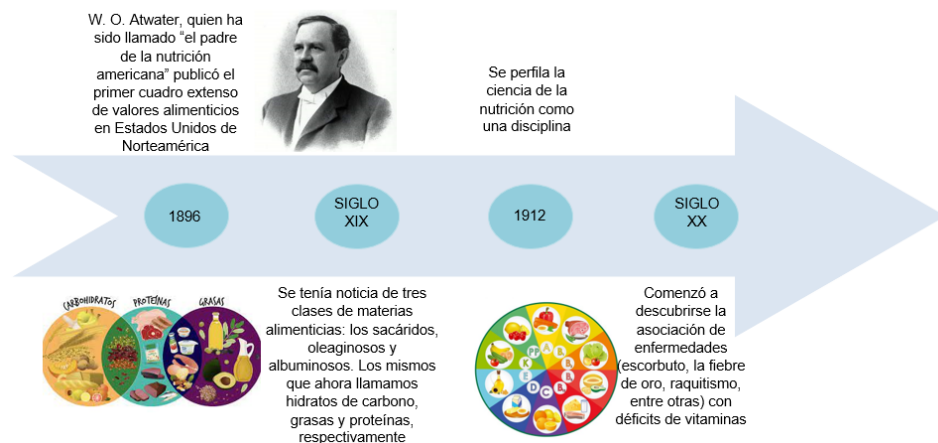 W. O. Atwater, quien ha
sido llamado “el padre
de la nutrición
americana” publicó el
primer cuadro extenso
de valores alimenticios
en Estados Unidos de
Norteamérica
Se perfila la
ciencia de la
nutrición como
una disciplina
1896
SIGLO
XIX
1912
SIGLO
XX
CARBOHIDRATOS
PROTEÍNAS
GRASAS
Se tenía noticia de tres
clases de materias
alimenticias: los sacáridos,
oleaginosos y
albuminosos. Los mismos
que ahora llamamos
hidratos de carbono,
grasas y proteínas,
respectivamente
Comenzó a
descubrirse la
asociación de
enfermedades
(escorbuto, la fiebre
de oro, raquitismo,
entre otras) con
déficits de vitaminas